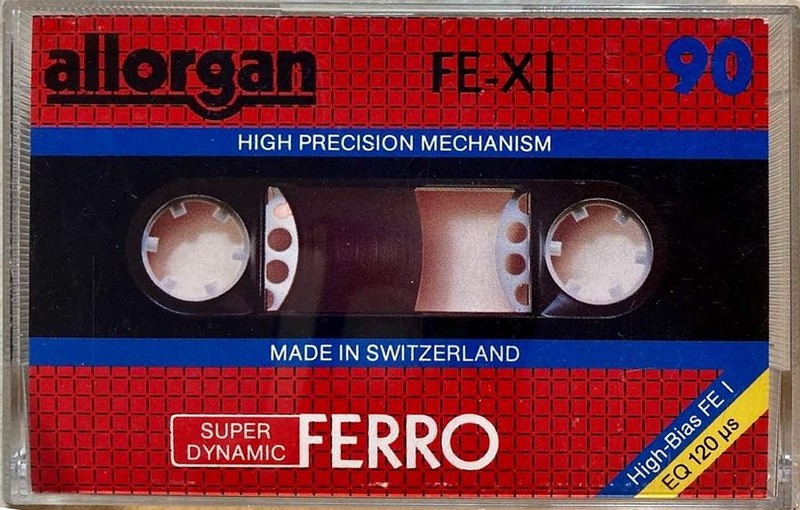 allorgan FE-XI 90
HIGH PRECISION MECHANISM
MADE IN SWITZERLAND
SUPER
DYNAMIC
FERRO
High-Bias FE I
EQ 120 µs